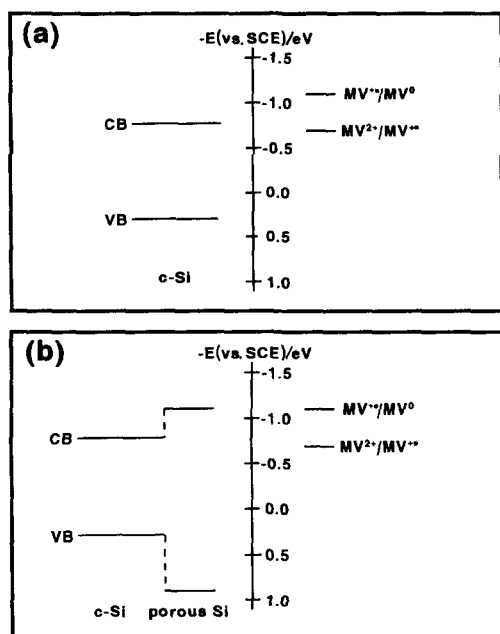 (a)
-E(vs. SCE)/eV
-1.5
MV⁺•/MV⁰
-1.0
CB
MV²⁺/MV⁺•
-0.5
0.0
VB
0.5
c-Si
1.0
(b)
-E(vs. SCE)/eV
-1.5
MV⁺•/MV⁰
-1.0
CB
MV²⁺/MV⁺•
-0.5
0.0
VB
0.5
c-Si porous Si
1.0